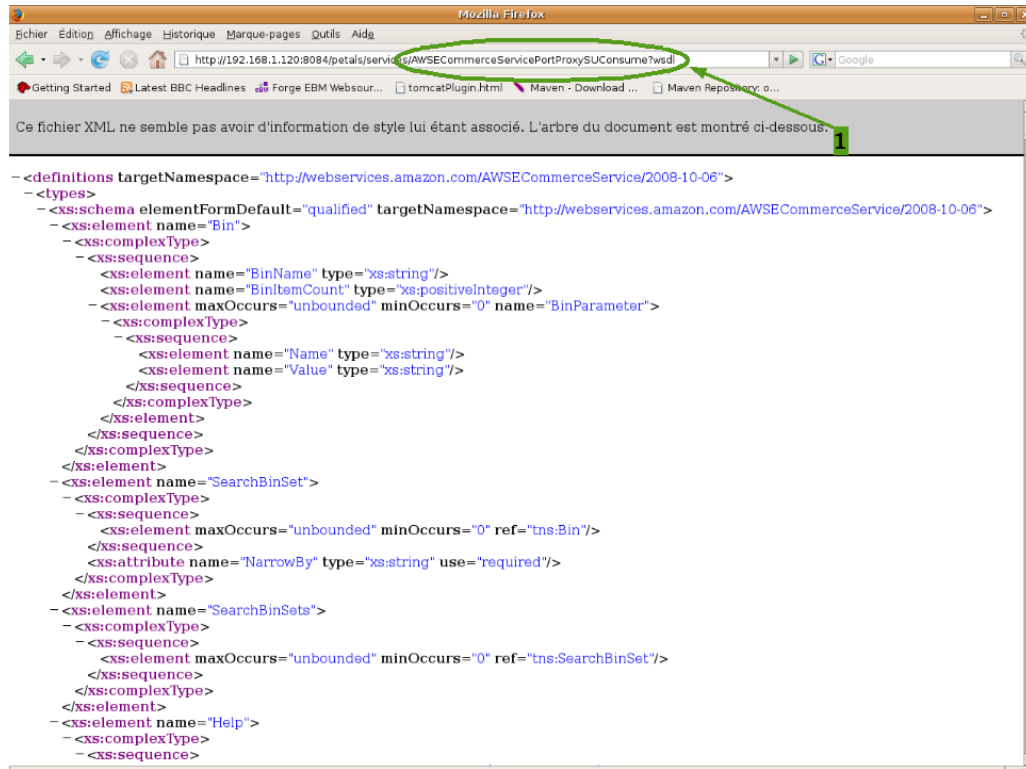 Mozilla Firefox
Echier Édition Affichage Historique Marque-pages Outils Aide
http://192.168.1.120:8084/petals/services/AWSECommerceServicePortProxySUConsume?wsdl
Google
Getting Started Latest BBC Headlines Forge EBM Websour... tomcatPlugin.html Maven - Download ... Maven Repository: o...
Ce fichier XML ne semble pas avoir d'information de style lui étant associé. L'arbre du document est montré ci-dessous.
1
−<definitions targetNamespace="http://webservices.amazon.com/AWSECommerceService/2008-10-06">
−<types>
−<xs:schema elementFormDefault="qualified" targetNamespace="http://webservices.amazon.com/AWSECommerceService/2008-10-06">
−<xs:element name="Bin">
−<xs:complexType>
−<xs:sequence>
<xs:element name="BinName" type="xs:string"/>
<xs:element name="BinItemCount" type="xs:positiveInteger"/>
−<xs:element maxOccurs="unbounded" minOccurs="0" name="BinParameter">
−<xs:complexType>
−<xs:sequence>
<xs:element name="Name" type="xs:string"/>
<xs:element name="Value" type="xs:string"/>
</xs:sequence>
</xs:complexType>
</xs:element>
</xs:sequence>
</xs:complexType>
</xs:element>
−<xs:element name="SearchBinSet">
−<xs:complexType>
−<xs:sequence>
<xs:element maxOccurs="unbounded" minOccurs="0" ref="tns:Bin"/>
</xs:sequence>
<xs:attribute name="NarrowBy" type="xs:string" use="required"/>
</xs:complexType>
</xs:element>
−<xs:element name="SearchBinSets">
−<xs:complexType>
−<xs:sequence>
<xs:element maxOccurs="unbounded" minOccurs="0" ref="tns:SearchBinSet"/>
</xs:sequence>
</xs:complexType>
</xs:element>
−<xs:element name="Help">
−<xs:complexType>
−<xs:sequence>